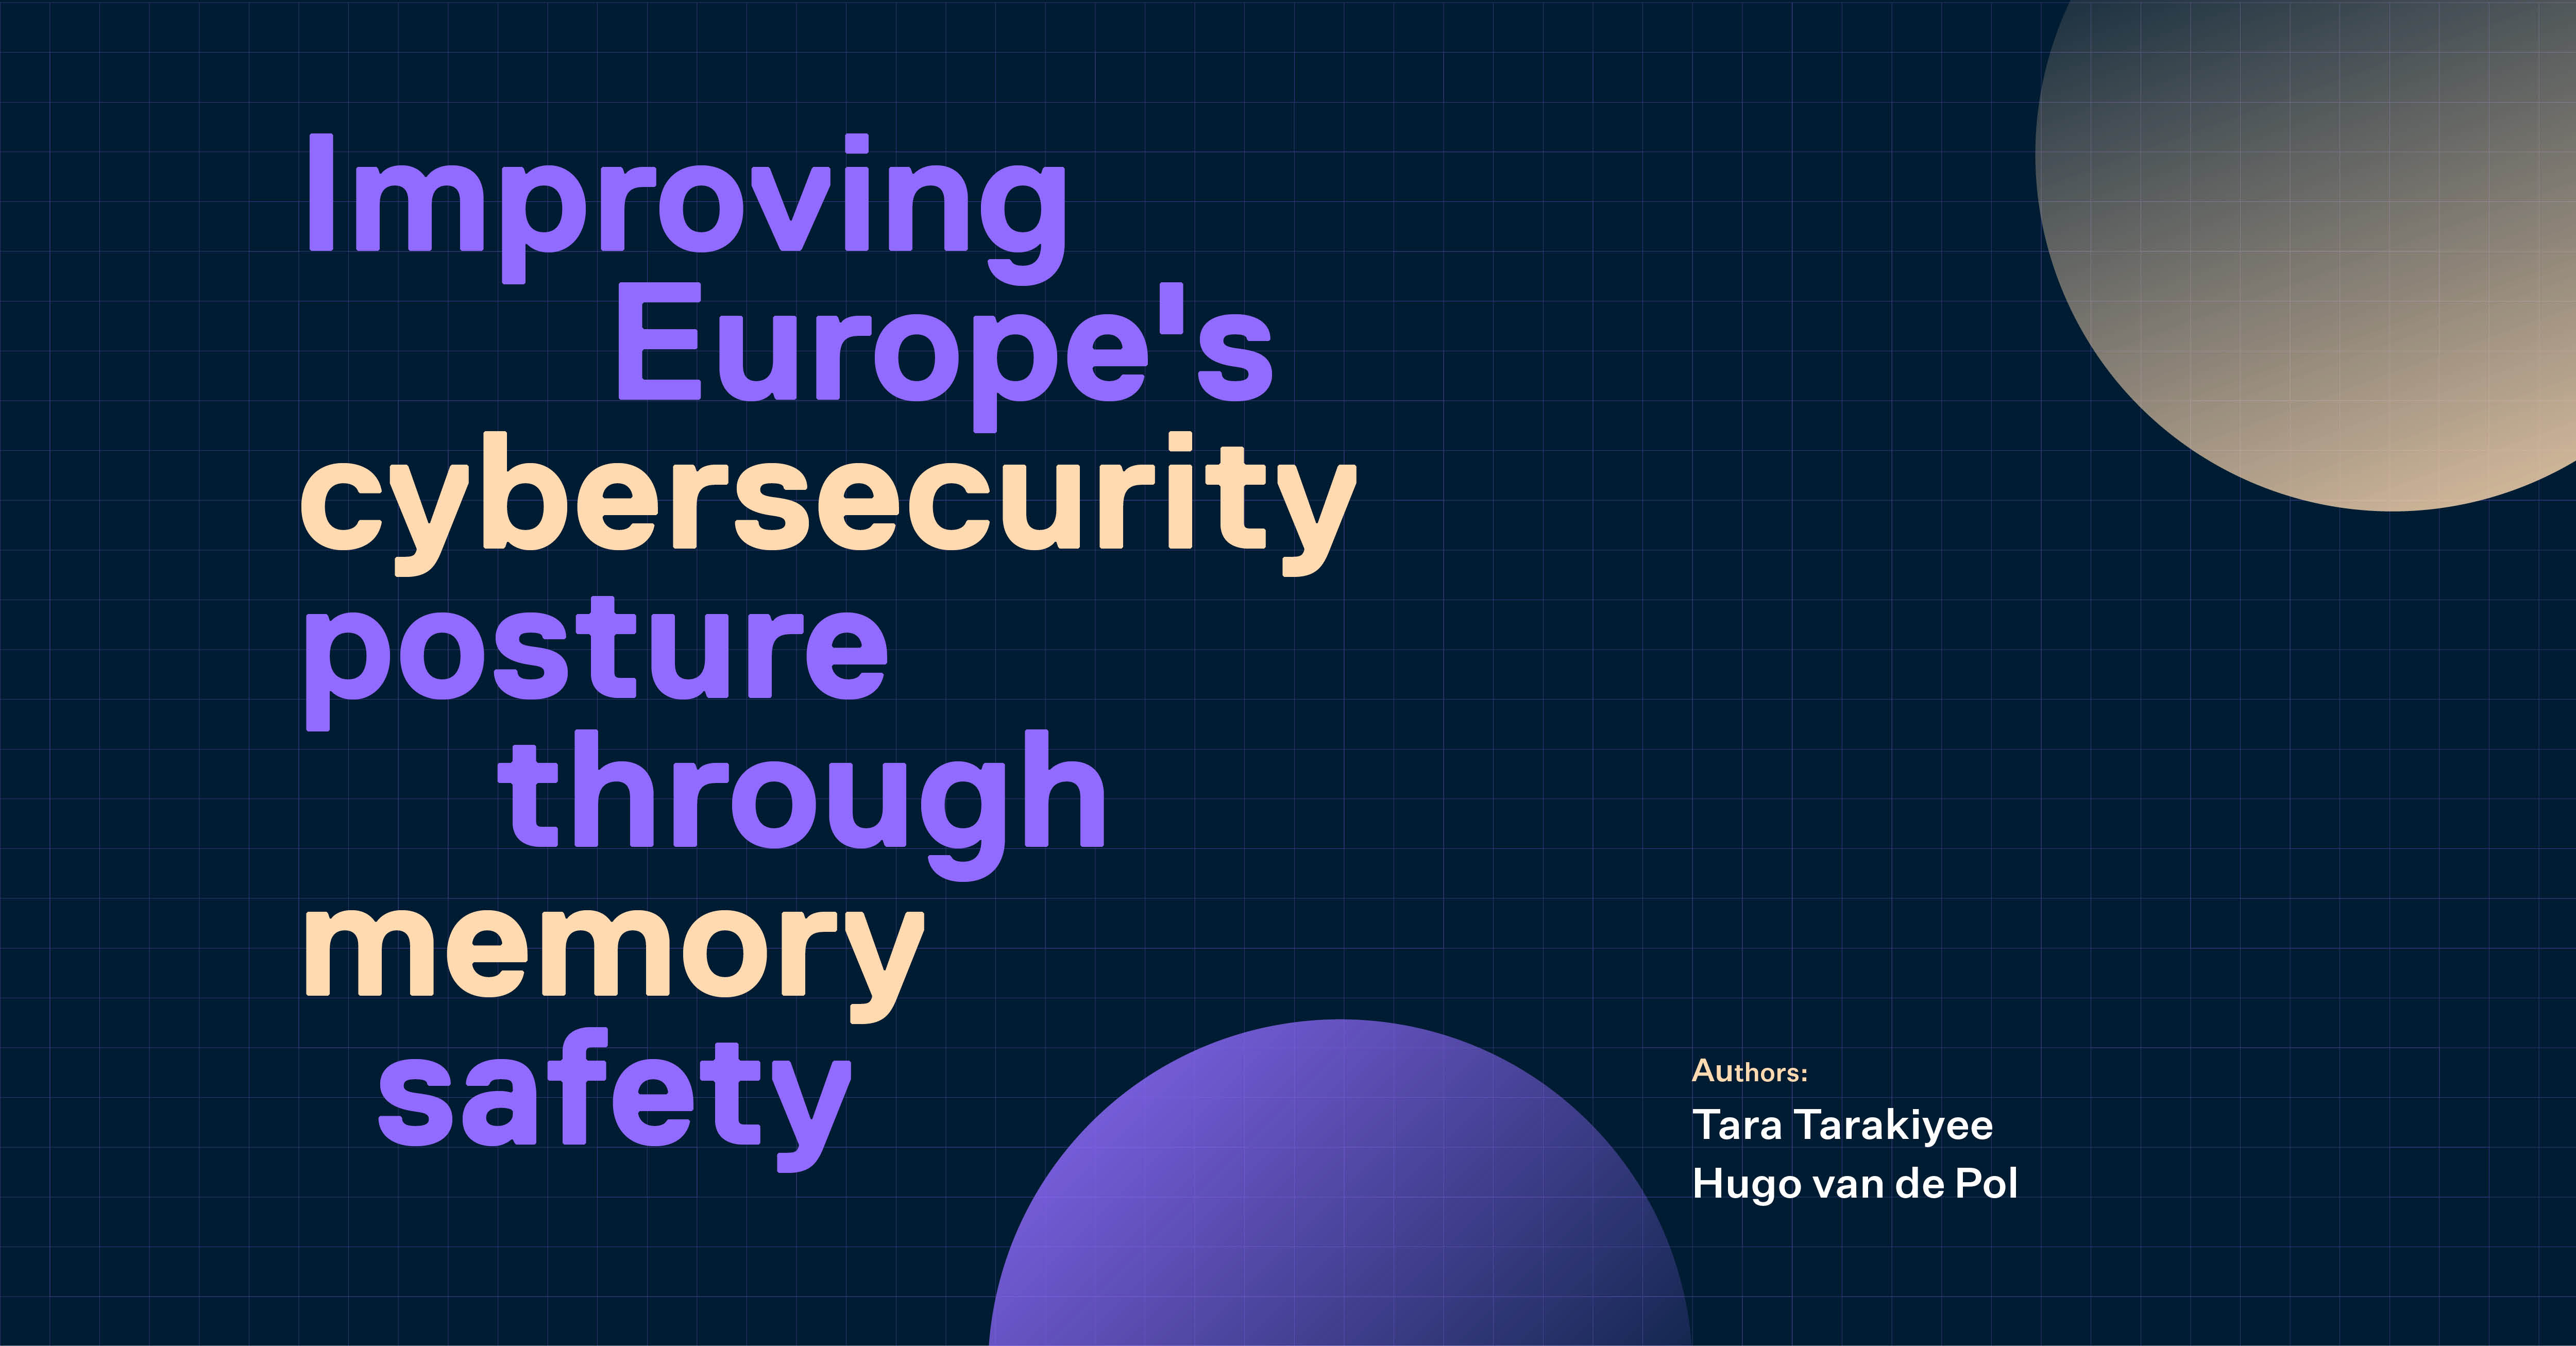 Improving
Europe's
cybersecurity
posture
through
memory
safety
Authors:
Tara Tarakiyee
Hugo van de Pol